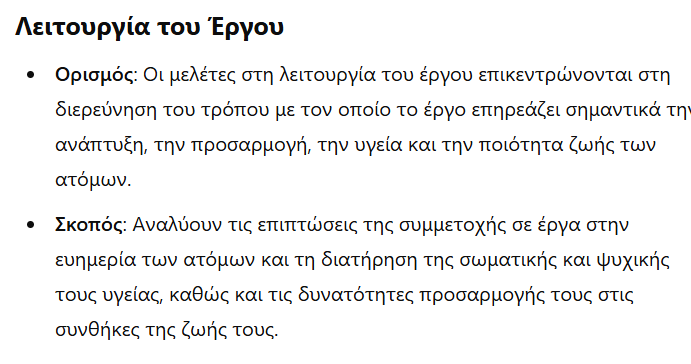 Λειτουργία του Έργου
• Ορισμός: Οι μελέτες στη λειτουργία του έργου επικεντρώνονται στη
διερεύνηση του τρόπου με τον οποίο το έργο επηρεάζει σημαντικά την
ανάπτυξη, την προσαρμογή, την υγεία και την ποιότητα ζωής των
ατόμων.
• Σκοπός: Αναλύουν τις επιπτώσεις της συμμετοχής σε έργα στην
ευημερία των ατόμων και τη διατήρηση της σωματικής και ψυχικής
τους υγείας, καθώς και τις δυνατότητες προσαρμογής τους στις
συνθήκες της ζωής τους.